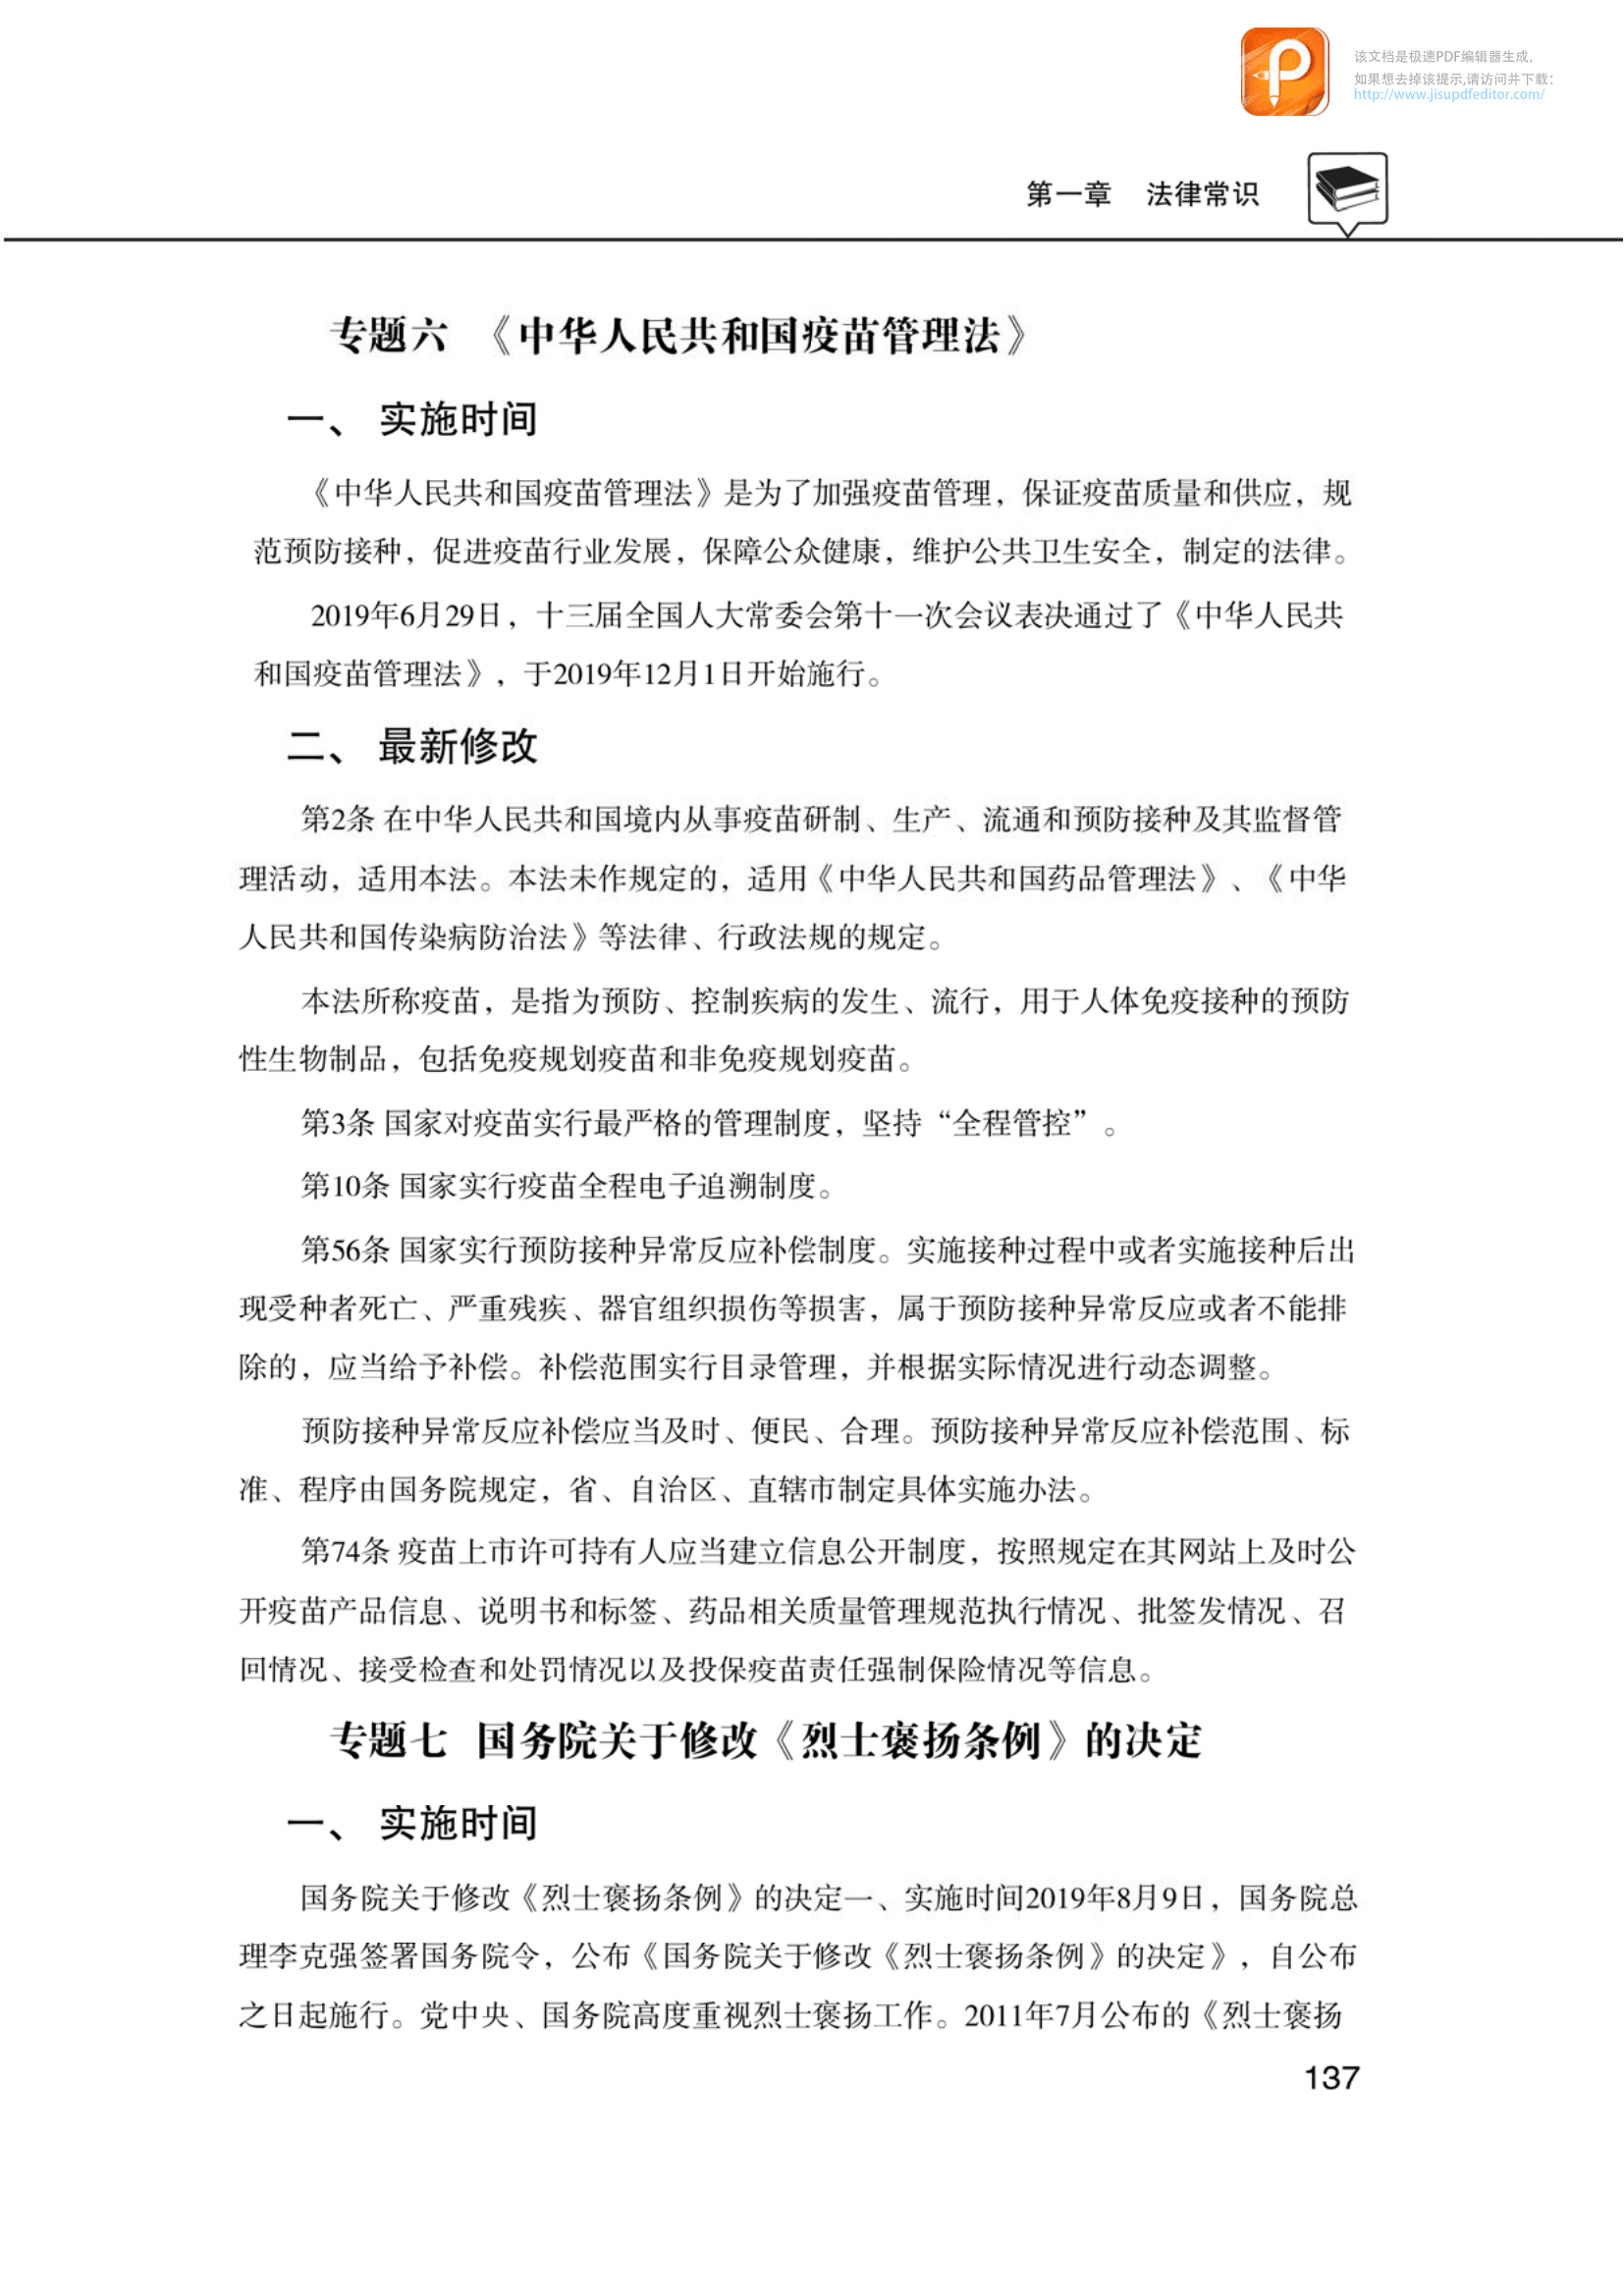 该文档是极速PDF编辑器生成,
如果想去掉该提示,请访问并下载:
http://www.jisupdfeditor.com/
第一章 法律常识
专题六 《中华人民共和国疫苗管理法》
一、 实施时间
《中华人民共和国疫苗管理法》是为了加强疫苗管理，保证疫苗质量和供应，规
范预防接种，促进疫苗行业发展，保障公众健康，维护公共卫生安全，制定的法律。
2019年6月29日，十三届全国人大常委会第十一次会议表决通过了《中华人民共
和国疫苗管理法》，于2019年12月1日开始施行。
二、 最新修改
第2条 在中华人民共和国境内从事疫苗研制、生产、流通和预防接种及其监督管
理活动，适用本法。本法未作规定的，适用《中华人民共和国药品管理法》、《中华
人民共和国传染病防治法》等法律、行政法规的规定。
本法所称疫苗，是指为预防、控制疾病的发生、流行，用于人体免疫接种的预防
性生物制品，包括免疫规划疫苗和非免疫规划疫苗。
第3条 国家对疫苗实行最严格的管理制度，坚持“全程管控”。
第10条 国家实行疫苗全程电子追溯制度。
第56条 国家实行预防接种异常反应补偿制度。实施接种过程中或者实施接种后出
现受种者死亡、严重残疾、器官组织损伤等损害，属于预防接种异常反应或者不能排
除的，应当给予补偿。补偿范围实行目录管理，并根据实际情况进行动态调整。
预防接种异常反应补偿应当及时、便民、合理。预防接种异常反应补偿范围、标
准、程序由国务院规定，省、自治区、直辖市制定具体实施办法。
第74条 疫苗上市许可持有人应当建立信息公开制度，按照规定在其网站上及时公
开疫苗产品信息、说明书和标签、药品相关质量管理规范执行情况、批签发情况、召
回情况、接受检查和处罚情况以及投保疫苗责任强制保险情况等信息。
专题七 国务院关于修改《烈士褒扬条例》的决定
一、 实施时间
国务院关于修改《烈士褒扬条例》的决定一、实施时间2019年8月9日，国务院总
理李克强签署国务院令，公布《国务院关于修改《烈士褒扬条例》的决定》，自公布
之日起施行。党中央、国务院高度重视烈士褒扬工作。2011年7月公布的《烈士褒扬
137